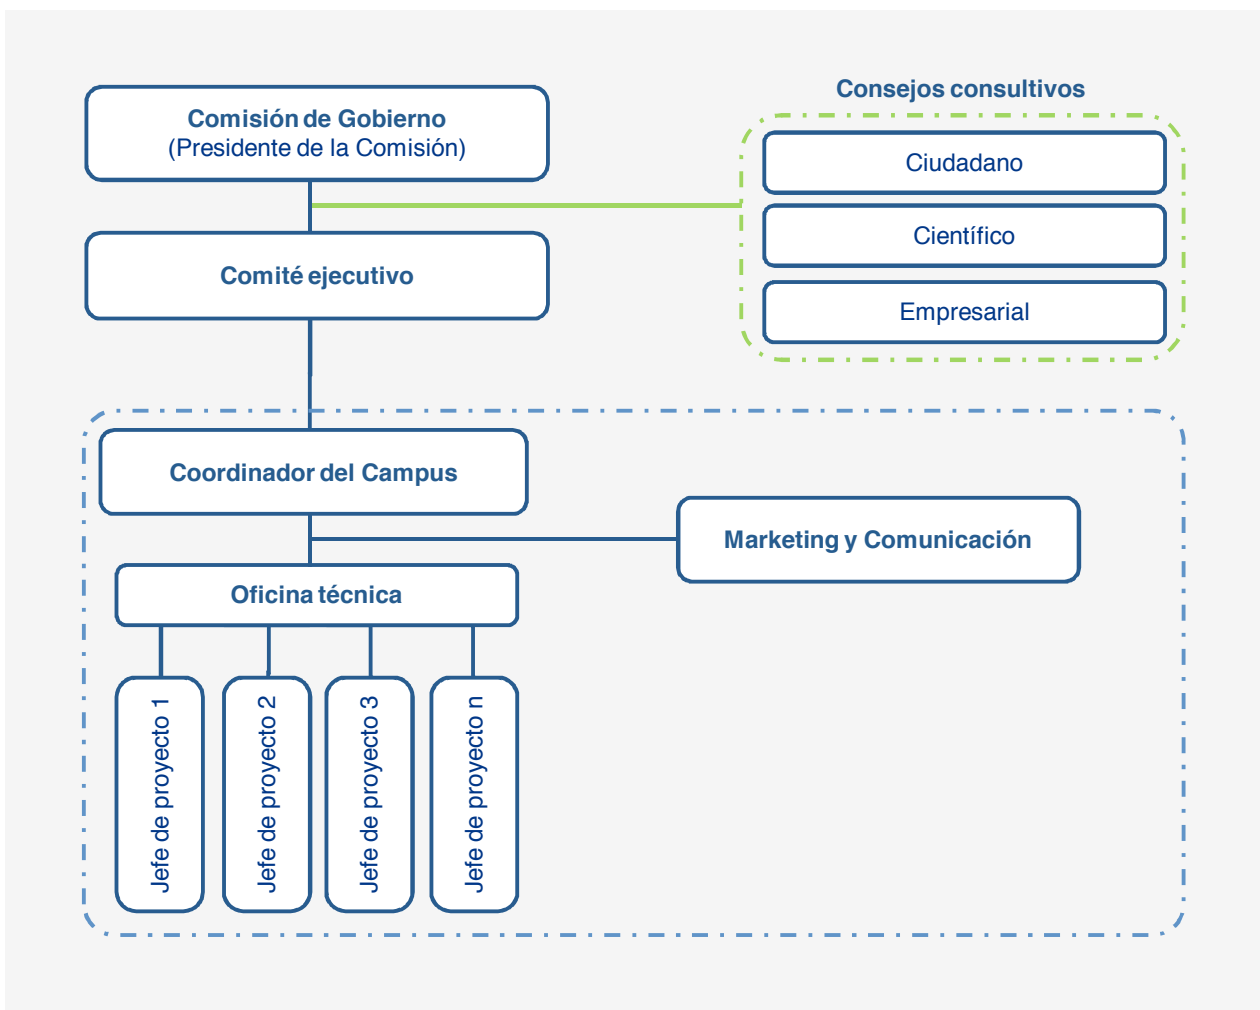 Comisión de Gobierno
(Presidente de la Comisión)
Consejos consultivos
Ciudadano
Científico
Empresarial
Comité ejecutivo
Coordinador del Campus
Marketing y Comunicación
Oficina técnica
Jefe de proyecto 1
Jefe de proyecto 2
Jefe de proyecto 3
Jefe de proyecto n